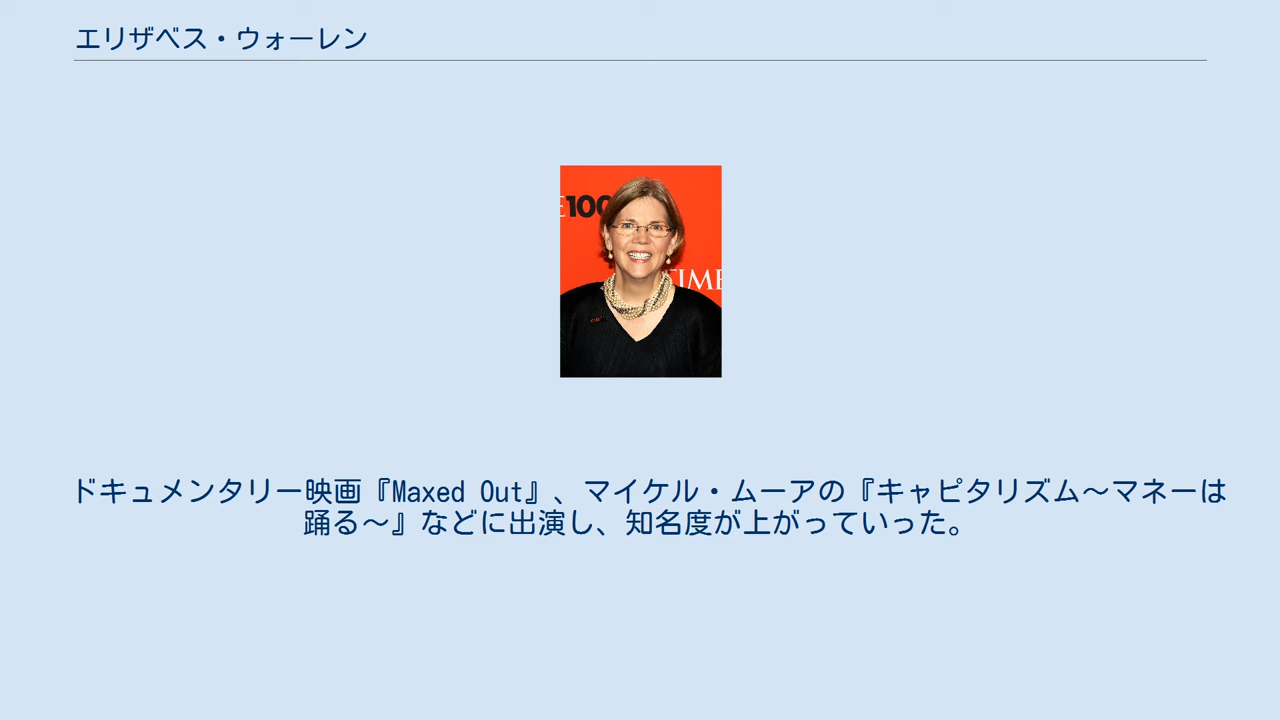 エリザベス・ウォーレン
E100
TIME
ドキュメンタリー映画『Maxed Out』、マイケル・ムーアの『キャピタリズム～マネーは
踊る～』などに出演し、知名度が上がっていった。